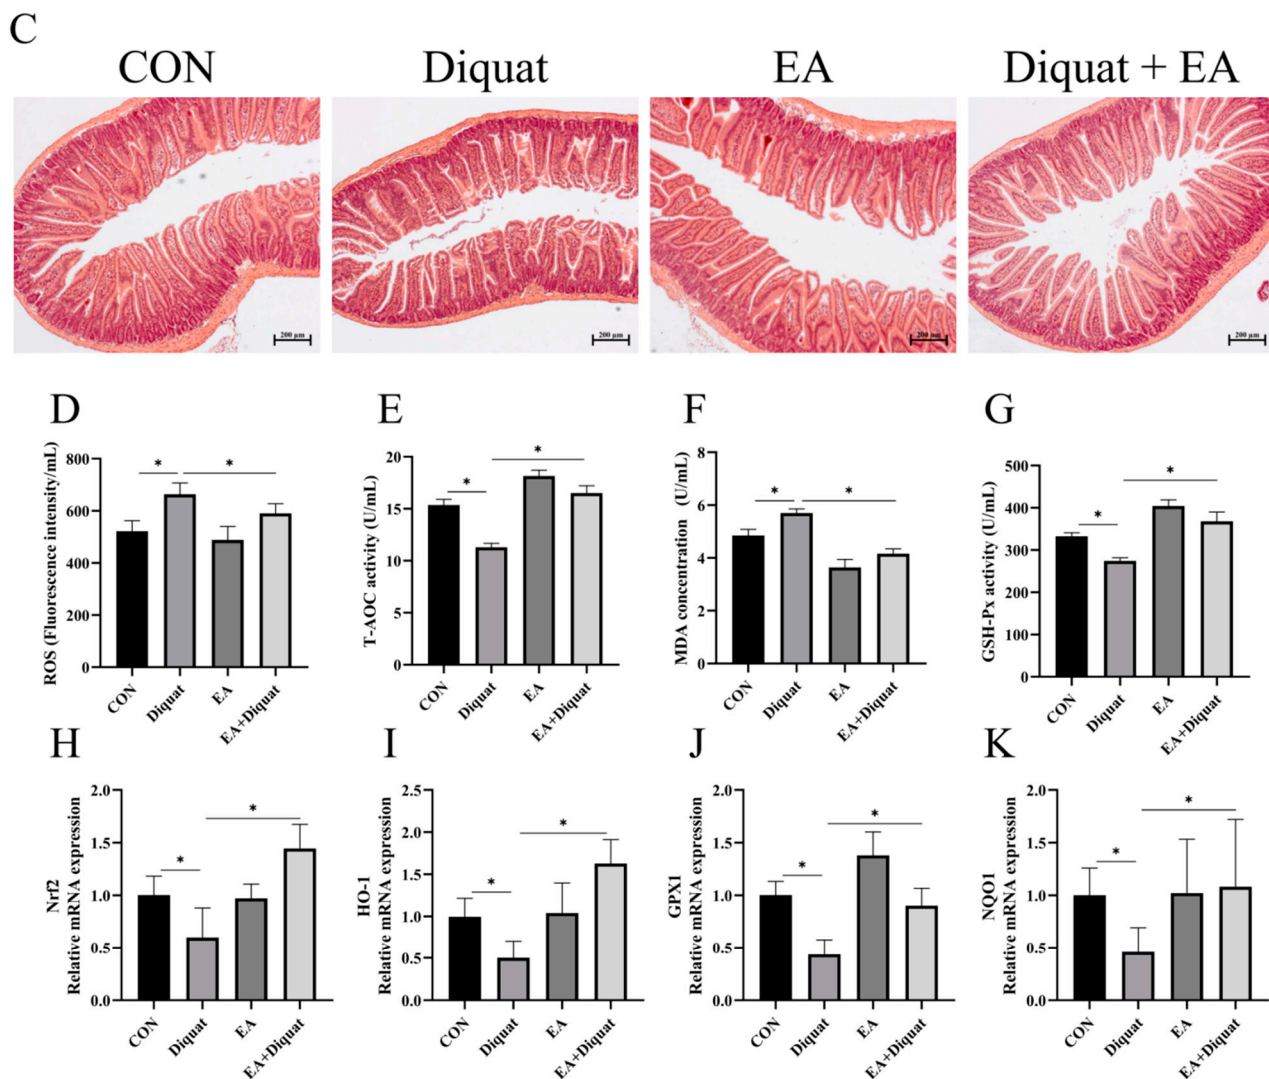 C
CON
Diquat
EA
Diquat + EA
200 µm
200 µm
200 µm
200 µm
D
ROS (Fluorescence intensity/mL)
800
600
400
200
0
*
*
CON
Diquat
EA
EA+Diquat
E
T-AOC activity (U/mL)
20
15
10
5
0
*
*
CON
Diquat
EA
EA+Diquat
F
MDA concentration (U/mL)
8
6
4
2
0
*
*
CON
Diquat
EA
EA+Diquat
G
GSH-Px activity (U/mL)
500
400
300
200
100
0
*
*
CON
Diquat
EA
EA+Diquat
H
Nrf2
Relative mRNA expression
2.0
1.5
1.0
0.5
0.0
*
*
CON
Diquat
EA
EA+Diquat
I
HO-1
Relative mRNA expression
2.5
2.0
1.5
1.0
0.5
0.0
*
*
CON
Diquat
EA
EA+Diquat
J
GPX1
Relative mRNA expression
2.0
1.5
1.0
0.5
0.0
*
*
CON
Diquat
EA
EA+Diquat
K
NQO1
Relative mRNA expression
2.0
1.5
1.0
0.5
0.0
*
*
CON
Diquat
EA
EA+Diquat